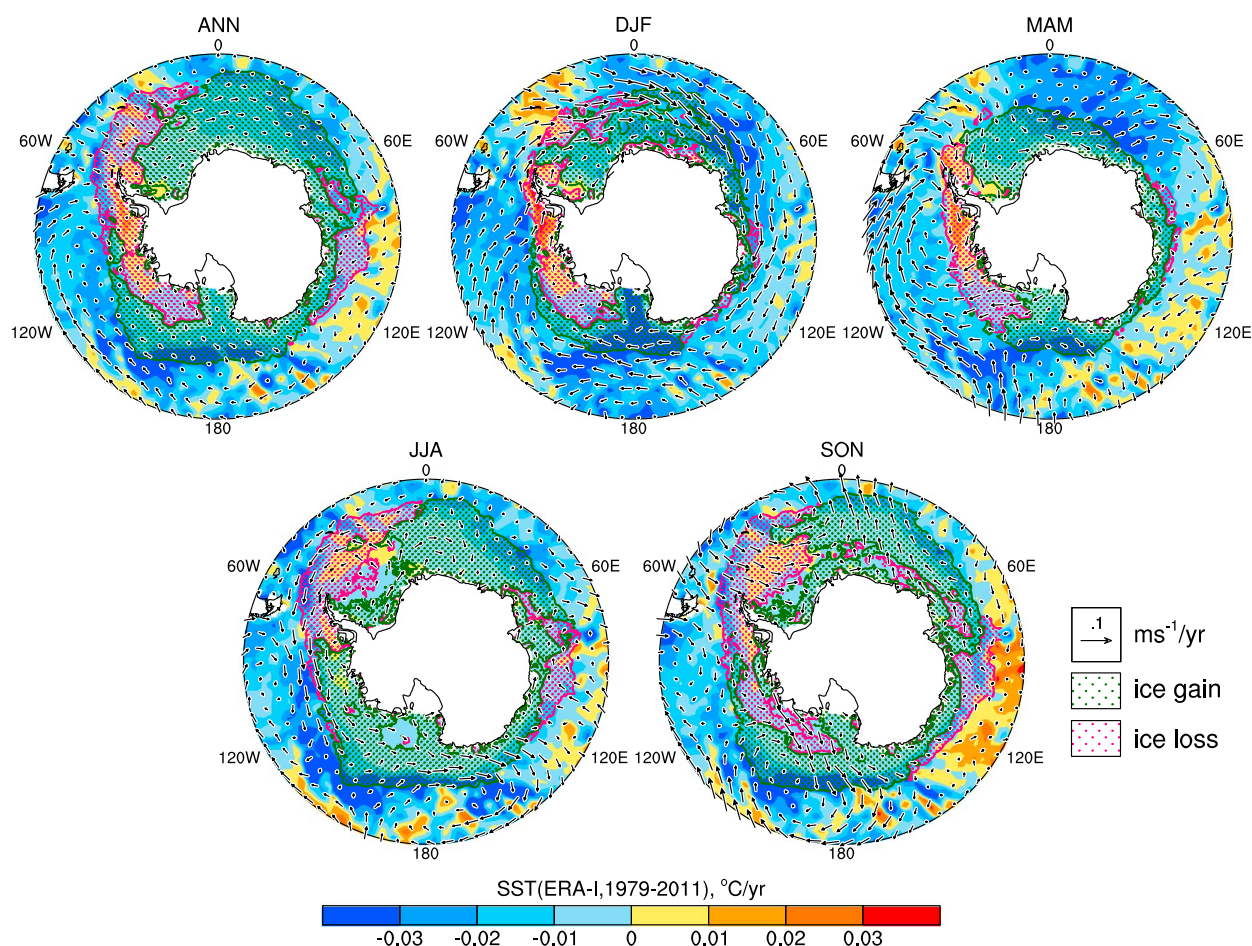 ANN
DJF
MAM
0
0
0
60W
60E
60W
60E
60W
60E
120W
120E
120W
120E
120W
120E
180
180
180
JJA
SON
0
0
60W
60E
60W
60E
120W
120E
120W
120E
180
180
.1
ms⁻¹/yr
ice gain
ice loss
SST(ERA-I,1979-2011), °C/yr
-0.03 -0.02 -0.01 0 0.01 0.02 0.03